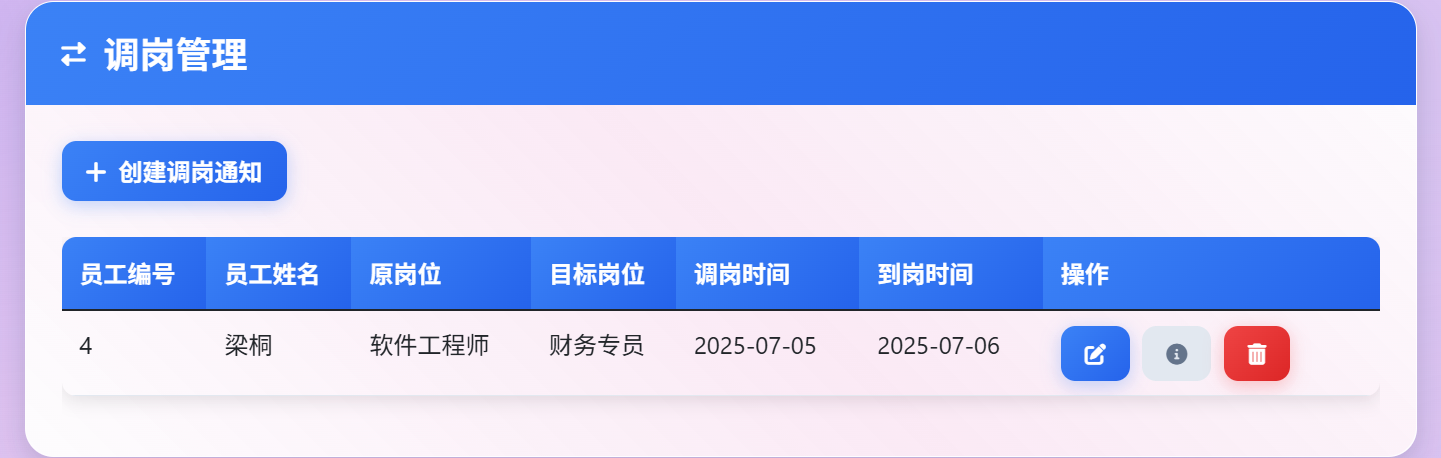 调岗管理
创建调岗通知
员工编号 员工姓名 原岗位 目标岗位 调岗时间 到岗时间 操作
4 梁桐 软件工程师 财务专员 2025-07-05 2025-07-06